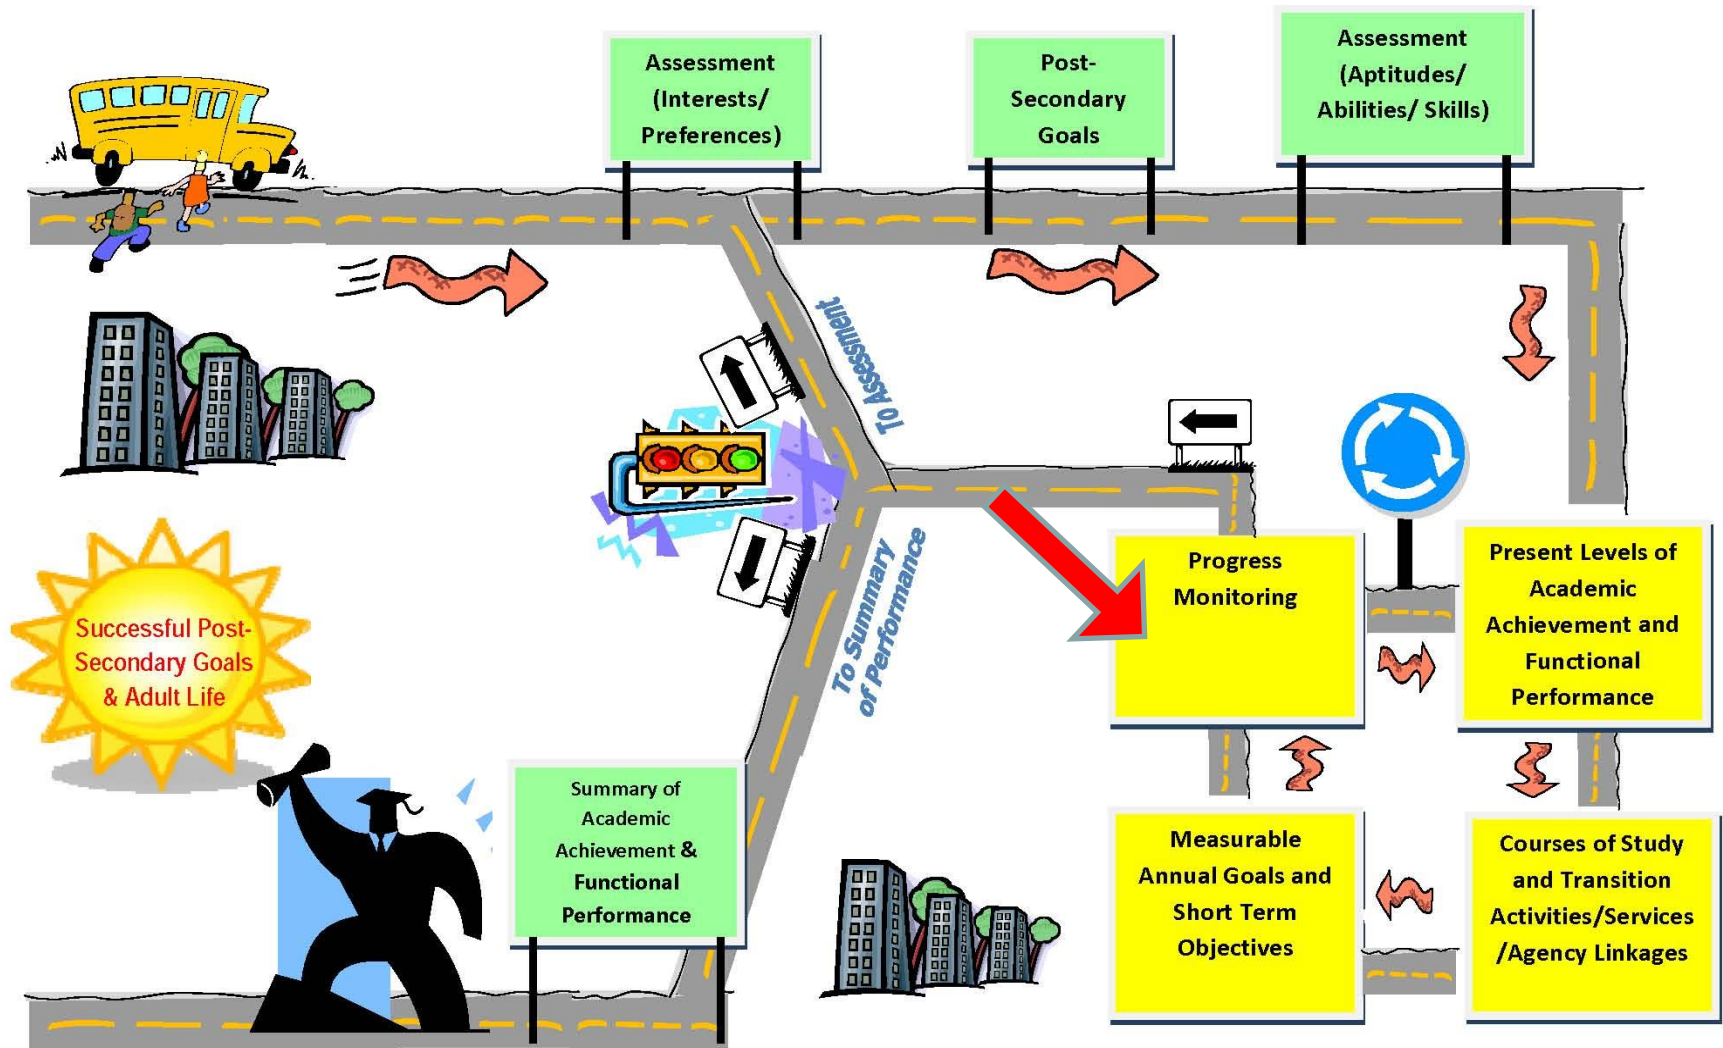 Assessment
(Interests/
Preferences)
Post-
Secondary
Goals
Assessment
(Aptitudes/
Abilities/ Skills)
To Assessment
To Summary
of Performance
Progress
Monitoring
Present Levels of
Academic
Achievement and
Functional
Performance
Successful Post-
Secondary Goals
& Adult Life
Summary of
Academic
Achievement &
Functional
Performance
Measurable
Annual Goals and
Short Term
Objectives
Courses of Study
and Transition
Activities/Services
/Agency Linkages